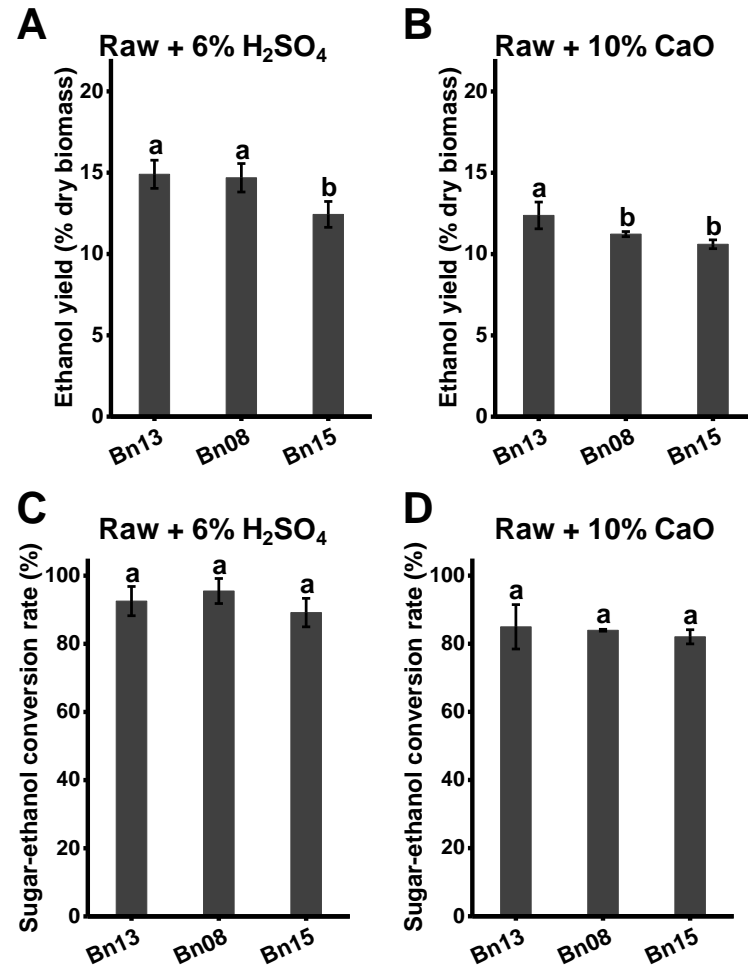 A
Raw + 6% H₂SO₄
Ethanol yield (% dry biomass)
20
15
10
5
0
a
a
b
Bn13
Bn08
Bn15
B
Raw + 10% CaO
Ethanol yield (% dry biomass)
20
15
10
5
0
a
b
b
Bn13
Bn08
Bn15
C
Raw + 6% H₂SO₄
Sugar-ethanol conversion rate (%)
100
80
60
40
20
0
a
a
a
Bn13
Bn08
Bn15
D
Raw + 10% CaO
Sugar-ethanol conversion rate (%)
100
80
60
40
20
0
a
a
a
Bn13
Bn08
Bn15